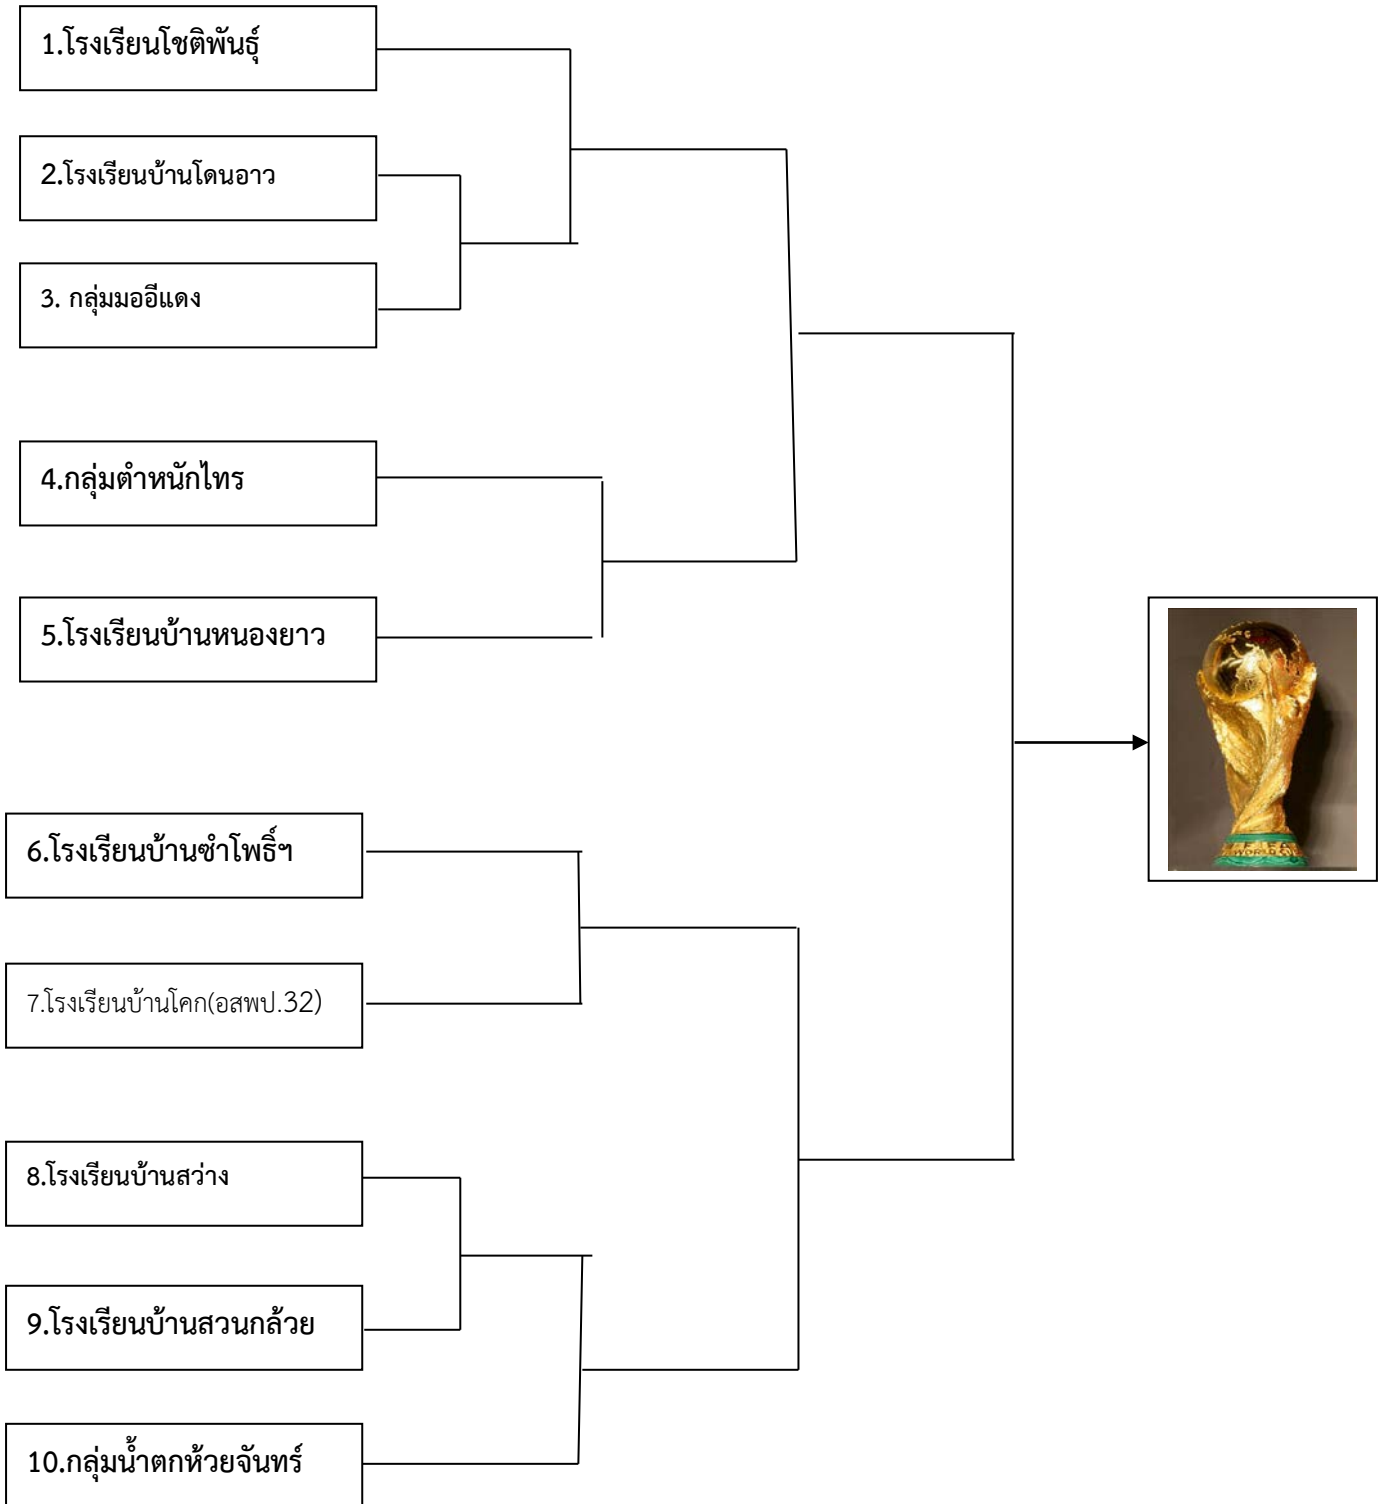 1.โรงเรียนโชติพันธุ์
2.โรงเรียนบ้านโดนอาว
3. กลุ่มมออีแดง
4.กลุ่มตำหนักไทร
5.โรงเรียนบ้านหนองยาว
6.โรงเรียนบ้านซำโพธิ์ฯ
7.โรงเรียนบ้านโคก(อสพป.32)
8.โรงเรียนบ้านสว่าง
9.โรงเรียนบ้านสวนกล้วย
10.กลุ่มน้ำตกห้วยจันทร์